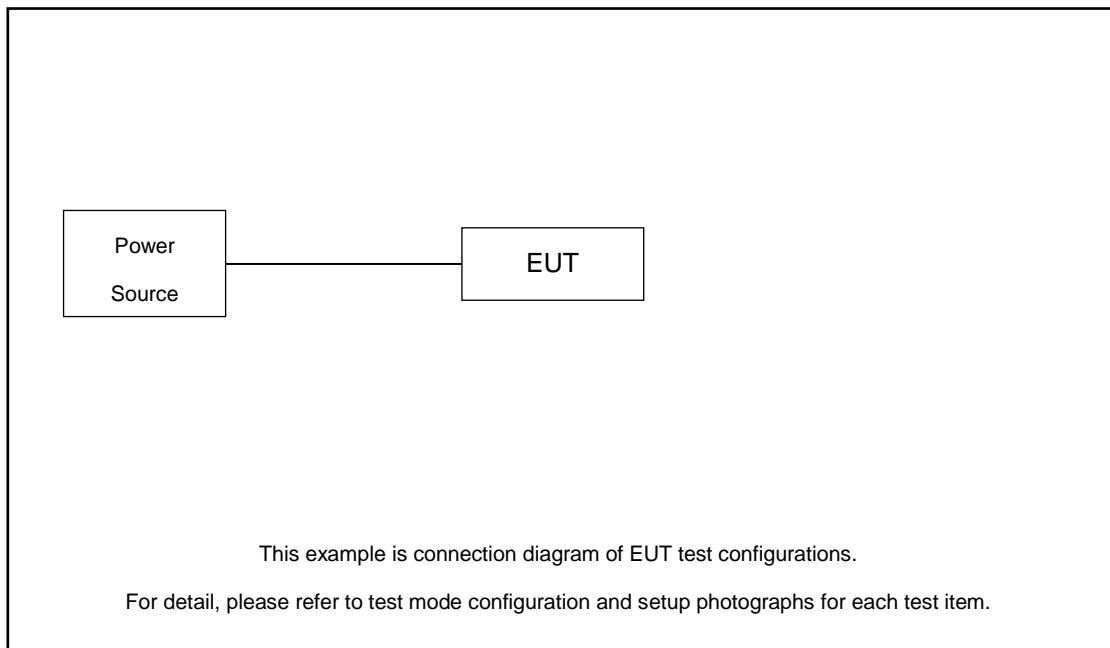 Power
Source
EUT
This example is connection diagram of EUT test configurations.
For detail, please refer to test mode configuration and setup photographs for each test item.